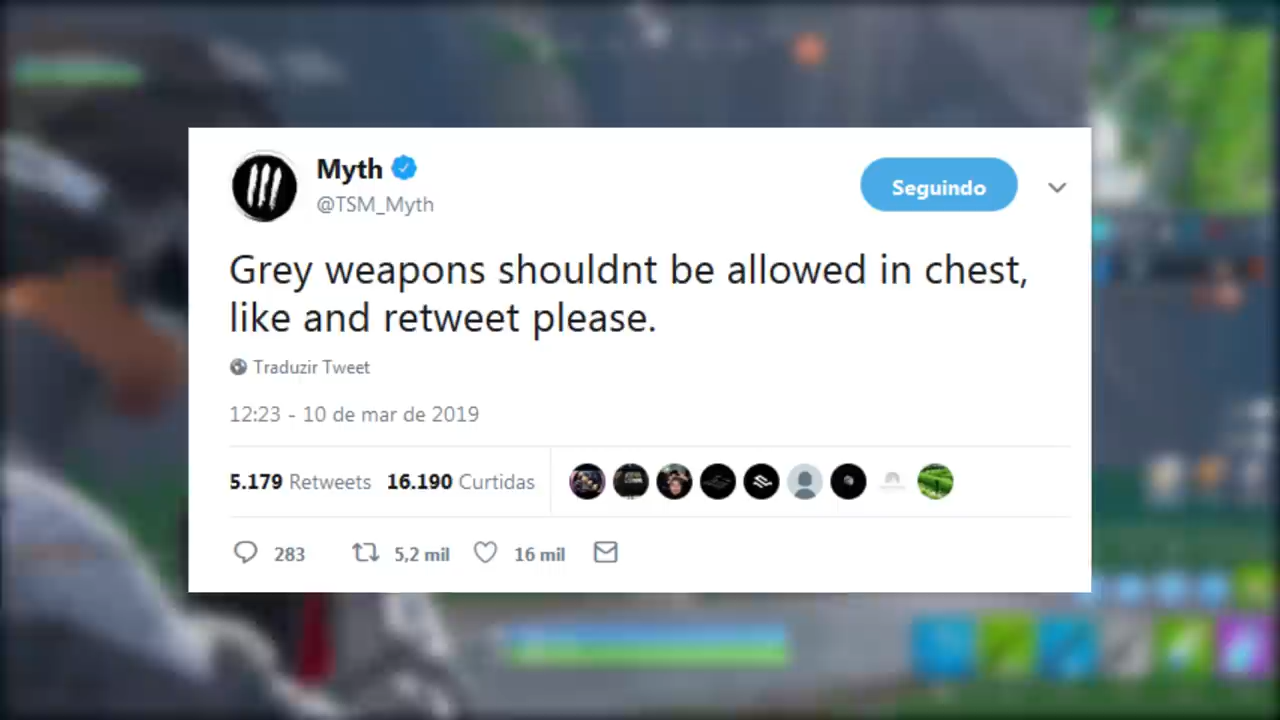 Myth
@TSM_Myth
Seguindo
Grey weapons shouldnt be allowed in chest,
like and retweet please.
Traduzir Tweet
12:23 - 10 de mar de 2019
5.179 Retweets 16.190 Curtidas
283 5,2 mil 16 mil